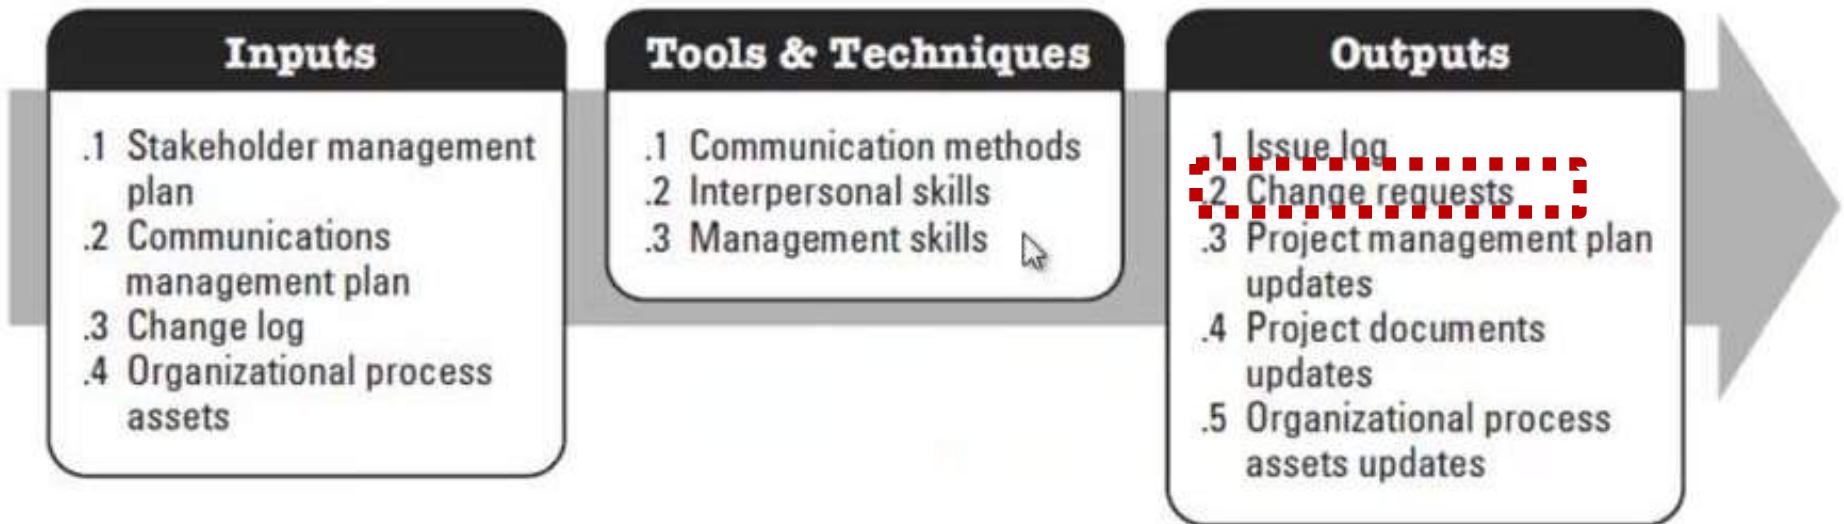 Inputs
.1 Stakeholder management
plan
.2 Communications
management plan
.3 Change log
.4 Organizational process
assets
Tools & Techniques
.1 Communication methods
.2 Interpersonal skills
.3 Management skills
Outputs
.1 Issue log
.2 Change requests
.3 Project management plan
updates
.4 Project documents
updates
.5 Organizational process
assets updates